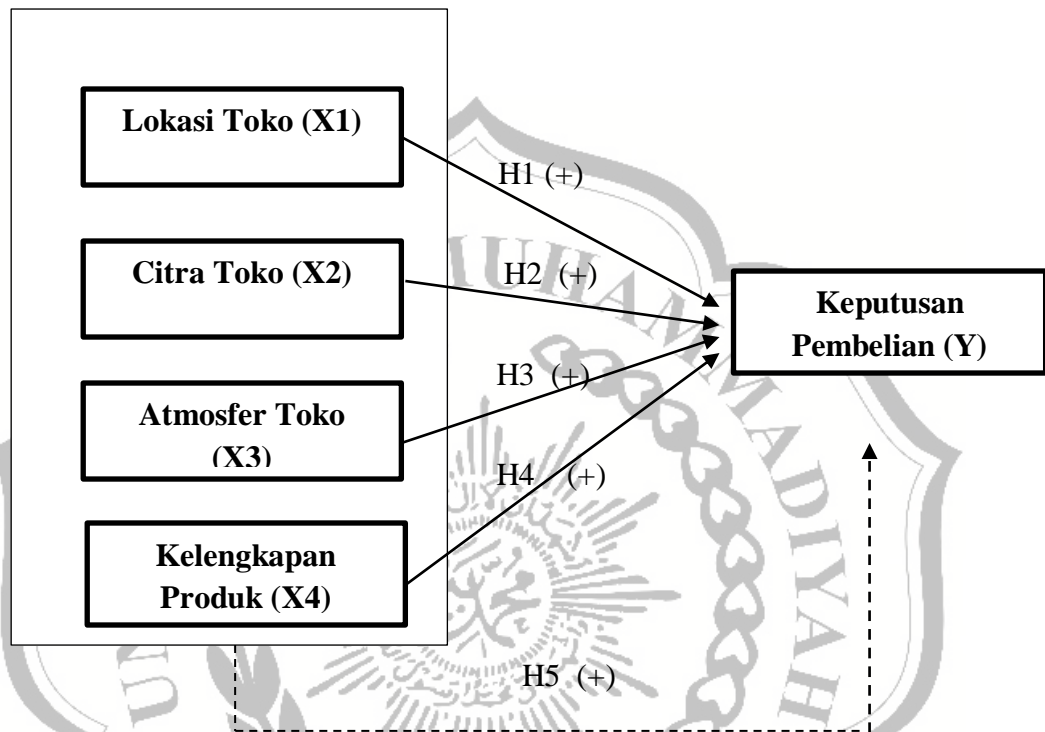 Lokasi Toko (X1)
H1 (+)
Citra Toko (X2)
H2 (+)
Keputusan
Pembelian (Y)
Atmosfer Toko
(X3)
H3 (+)
H4 (+)
Kelengkapan
Produk (X4)
H5 (+)
MUHAMMADIYAH